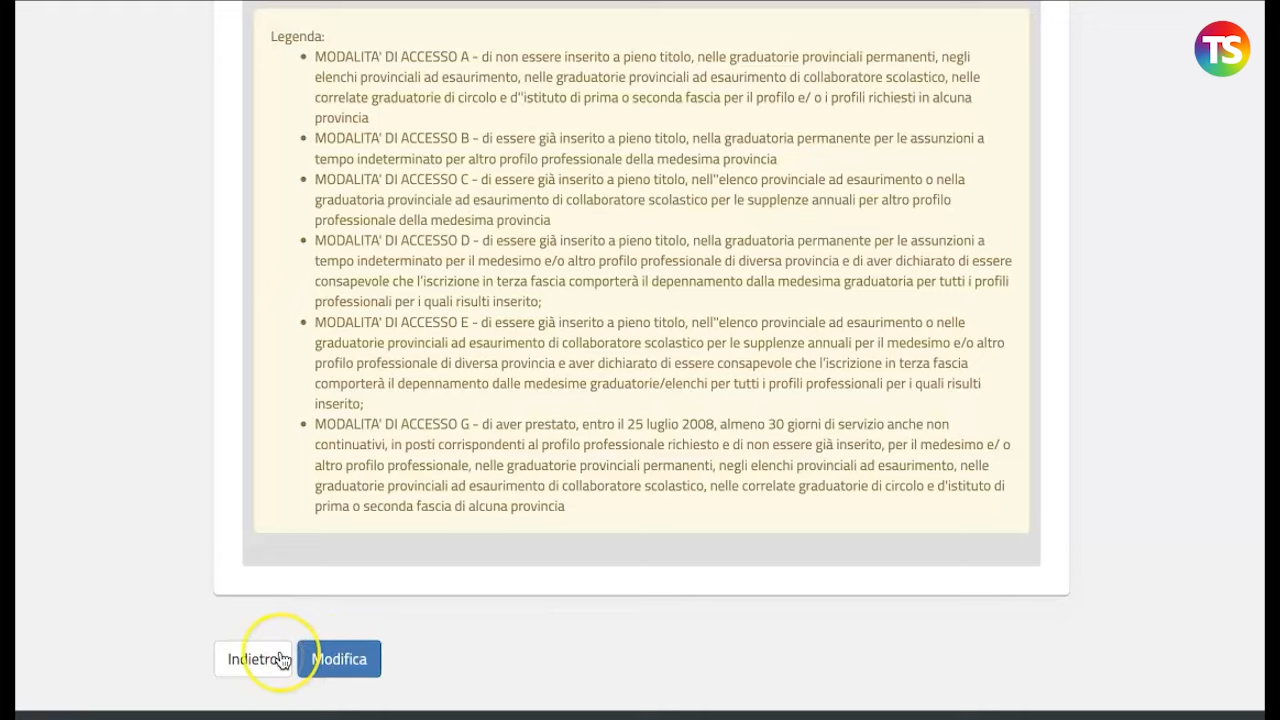 TS
Legenda:
MODALITA' DI ACCESSO A - di non essere inserito a pieno titolo, nelle graduatorie provinciali permanenti, negli
elenchi provinciali ad esaurimento, nelle graduatorie provinciali ad esaurimento di collaboratore scolastico, nelle
correlate graduatorie di circolo e d''istituto di prima o seconda fascia per il profilo e/ o i profili richiesti in alcuna
provincia
MODALITA' DI ACCESSO B - di essere già inserito a pieno titolo, nella graduatoria permanente per le assunzioni a
tempo indeterminato per altro profilo professionale della medesima provincia
MODALITA' DI ACCESSO C - di essere già inserito a pieno titolo, nell''elenco provinciale ad esaurimento o nella
graduatoria provinciale ad esaurimento di collaboratore scolastico per le supplenze annuali per altro profilo
professionale della medesima provincia
MODALITA' DI ACCESSO D - di essere già inserito a pieno titolo, nella graduatoria permanente per le assunzioni a
tempo indeterminato per il medesimo e/o altro profilo professionale di diversa provincia e di aver dichiarato di essere
consapevole che l'iscrizione in terza fascia comporterà il depennamento dalla medesima graduatoria per tutti i profili
professionali per i quali risulti inserito;
MODALITA' DI ACCESSO E - di essere già inserito a pieno titolo, nell''elenco provinciale ad esaurimento o nelle
graduatorie provinciali ad esaurimento di collaboratore scolastico per le supplenze annuali per il medesimo e/o altro
profilo professionale di diversa provincia e aver dichiarato di essere consapevole che l'iscrizione in terza fascia
comporterà il depennamento dalle medesime graduatorie/elenchi per tutti i profili professionali per i quali risulti
inserito;
MODALITA' DI ACCESSO G - di aver prestato, entro il 25 luglio 2008, almeno 30 giorni di servizio anche non
continuativi, in posti corrispondenti al profilo professionale richiesto e di non essere già inserito, per il medesimo e/ o
altro profilo professionale, nelle graduatorie provinciali permanenti, negli elenchi provinciali ad esaurimento, nelle
graduatorie provinciali ad esaurimento di collaboratore scolastico, nelle correlate graduatorie di circolo e d'istituto di
prima o seconda fascia di alcuna provincia
Indietro Modifica